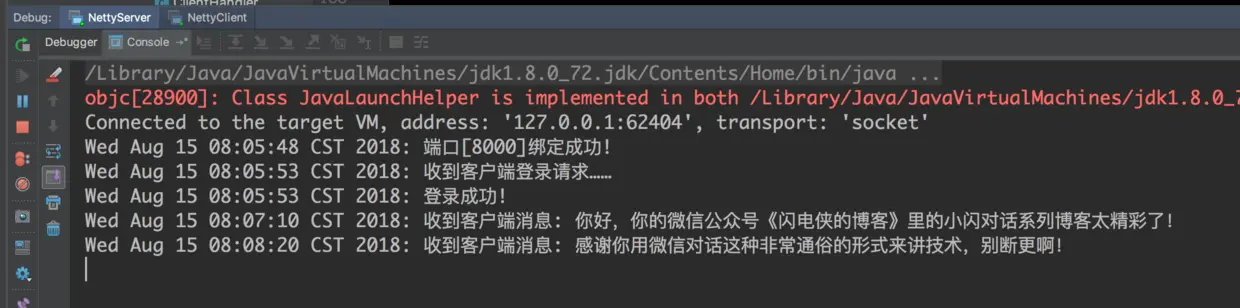 ClientHandler
Debug: NettyServer NettyClient
Debugger Console
/Library/Java/JavaVirtualMachines/jdk1.8.0_72.jdk/Contents/Home/bin/java ...
objc[28900]: Class JavaLaunchHelper is implemented in both /Library/Java/JavaVirtualMachines/jdk1.8.0_7
Connected to the target VM, address: '127.0.0.1:62404', transport: 'socket'
Wed Aug 15 08:05:48 CST 2018: 端口[8000]绑定成功!
Wed Aug 15 08:05:53 CST 2018: 收到客户端登录请求……
Wed Aug 15 08:05:53 CST 2018: 登录成功!
Wed Aug 15 08:07:10 CST 2018: 收到客户端消息: 你好，你的微信公众号《闪电侠的博客》里的小闪对话系列博客太精彩了!
Wed Aug 15 08:08:20 CST 2018: 收到客户端消息: 感谢你用微信对话这种非常通俗的形式来讲技术，别断更啊!